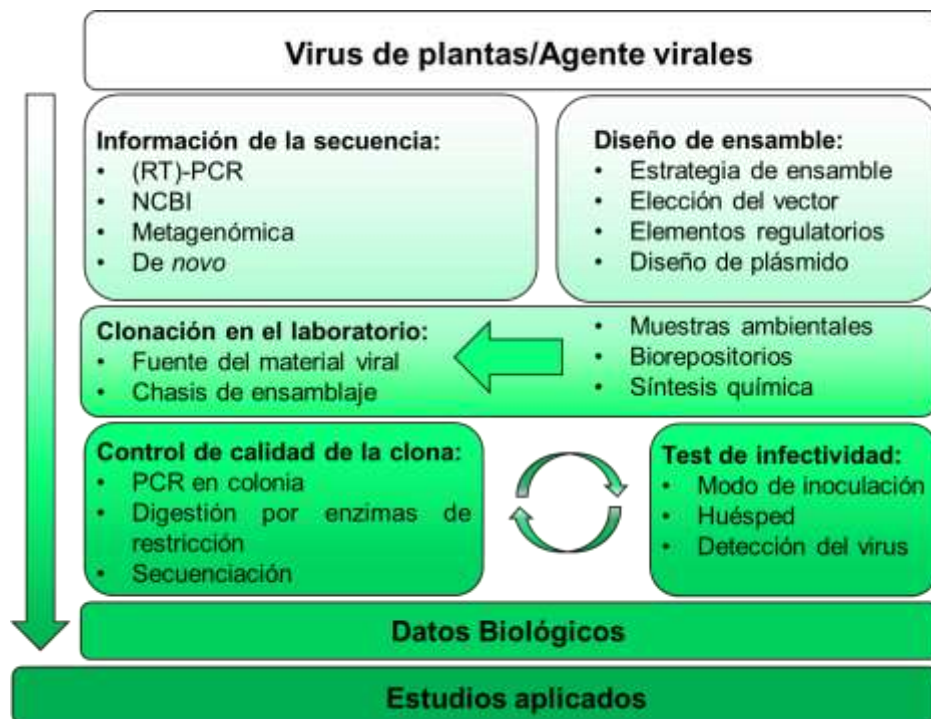 Virus de plantas/Agente virales
Información de la secuencia:
• (RT)-PCR
• NCBI
• Metagenómica
• De novo
Diseño de ensamble:
• Estrategia de ensamble
• Elección del vector
• Elementos regulatorios
• Diseño de plásmido
Clonación en el laboratorio:
• Fuente del material viral
• Chasis de ensamblaje
• Muestras ambientales
• Biorepositorios
• Síntesis química
Control de calidad de la clona:
• PCR en colonia
• Digestión por enzimas de
restricción
• Secuenciación
Test de infectividad:
• Modo de inoculación
• Huésped
• Detección del virus
Datos Biológicos
Estudios aplicados